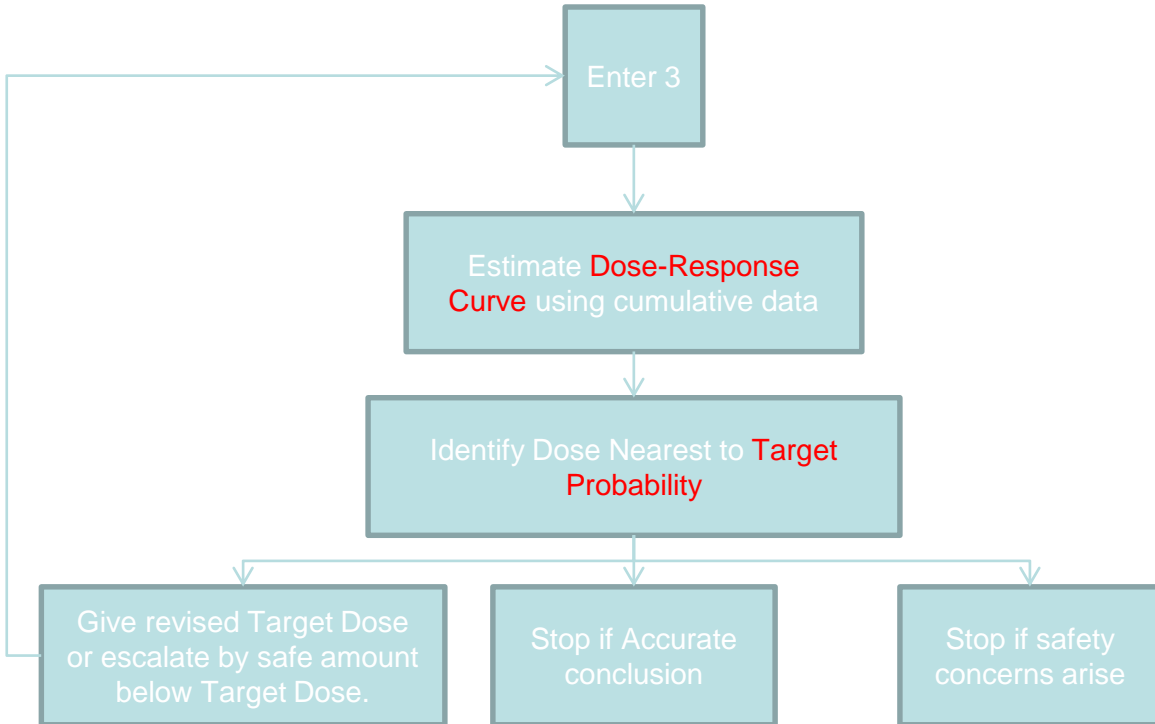 Enter 3
Estimate Dose-Response
Curve using cumulative data
Identify Dose Nearest to Target
Probability
Give revised Target Dose
or escalate by safe amount
below Target Dose.
Stop if Accurate
conclusion
Stop if safety
concerns arise